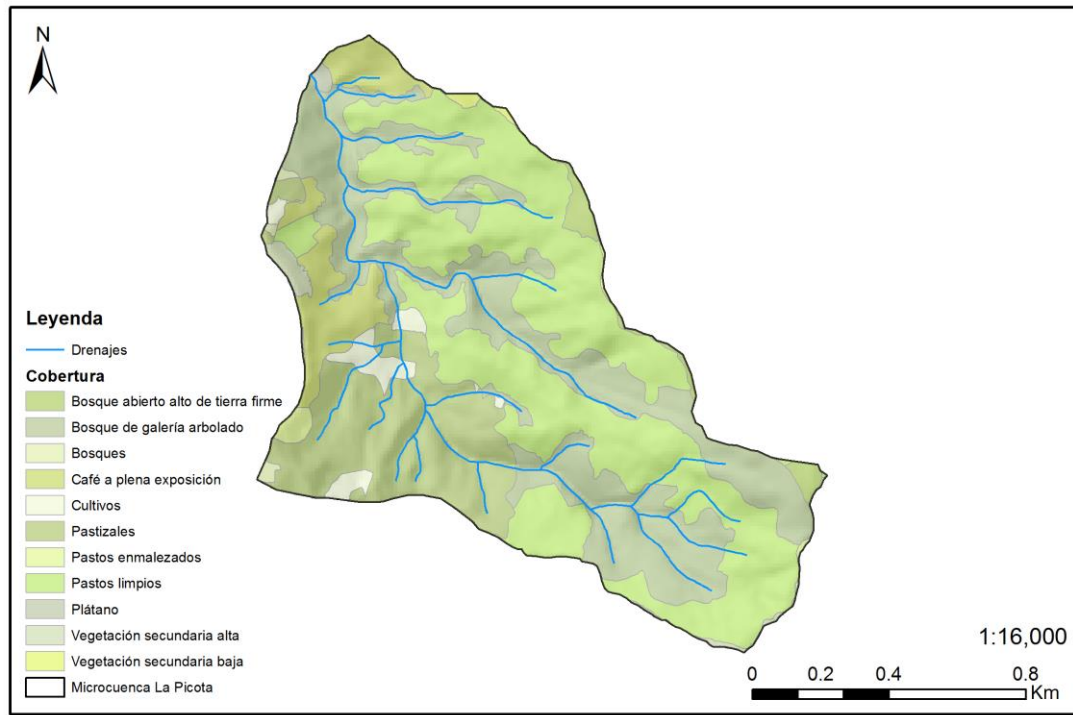 N
Leyenda
Drenajes
Cobertura
Bosque abierto alto de tierra firme
Bosque de galería arbolado
Bosques
Café a plena exposición
Cultivos
Pastizales
Pastos enmalezados
Pastos limpios
Plátano
Vegetación secundaria alta
Vegetación secundaria baja
Microcuenca La Picota
1:16,000
0 0.2 0.4 0.8
Km